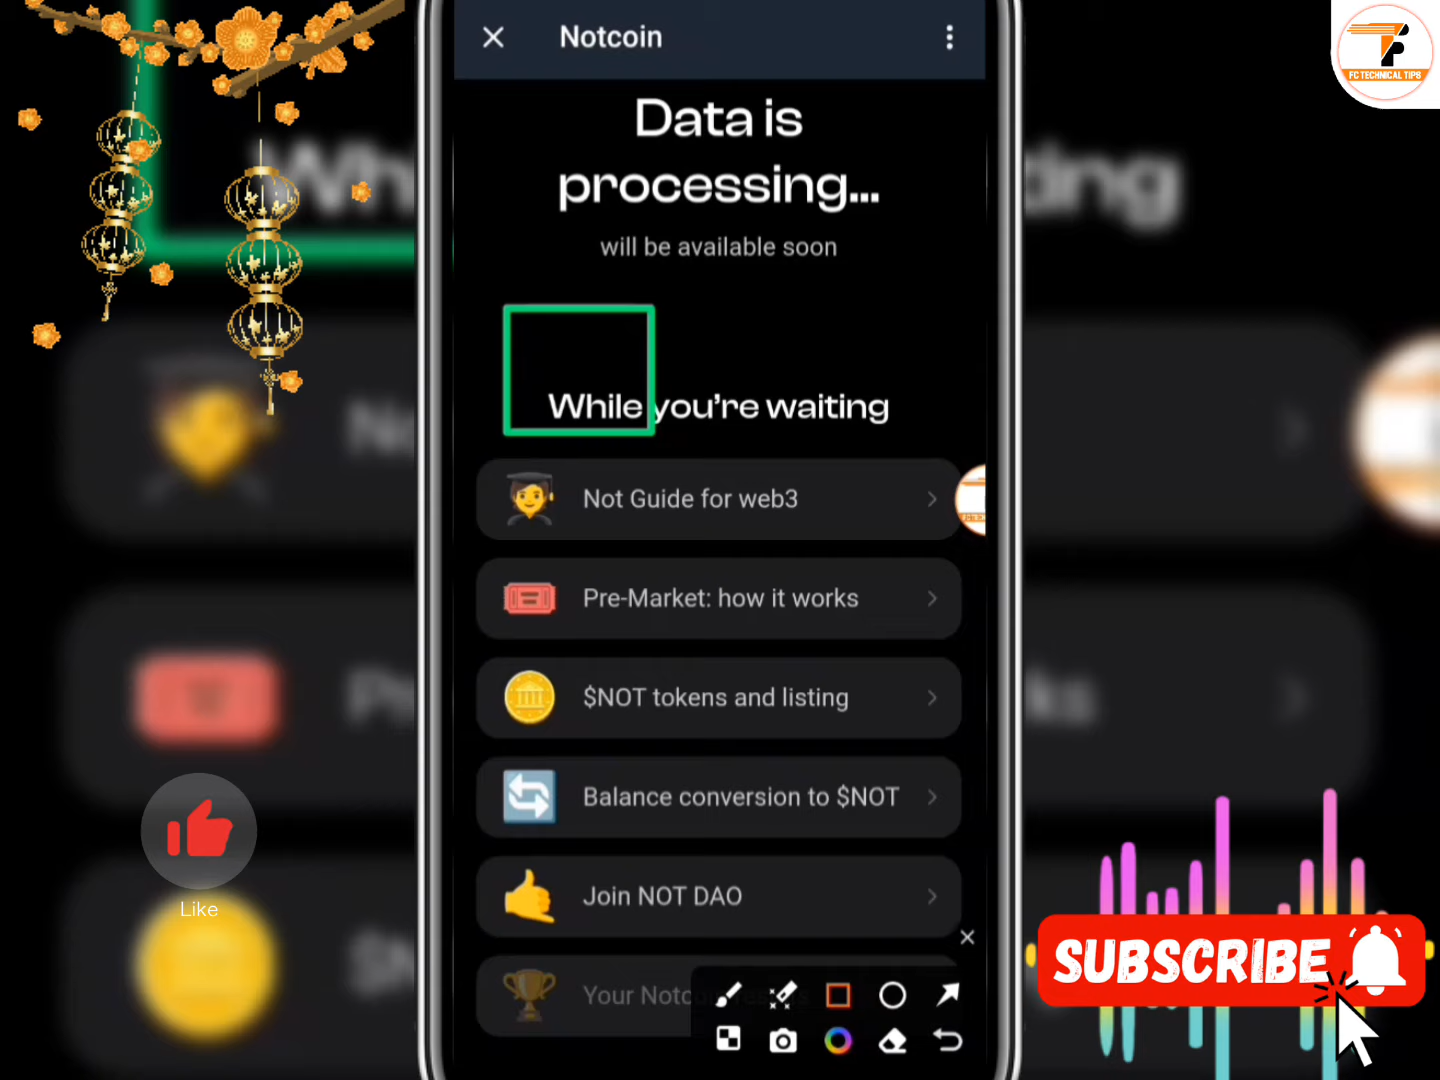 Notcoin
FC TECHNICAL TIPS
Data is
processing...
will be available soon
While you're waiting
Not Guide for web3
Pre-Market: how it works
$NOT tokens and listing
Balance conversion to $NOT
Join NOT DAO
Like
SUBSCRIBE
Your Notc